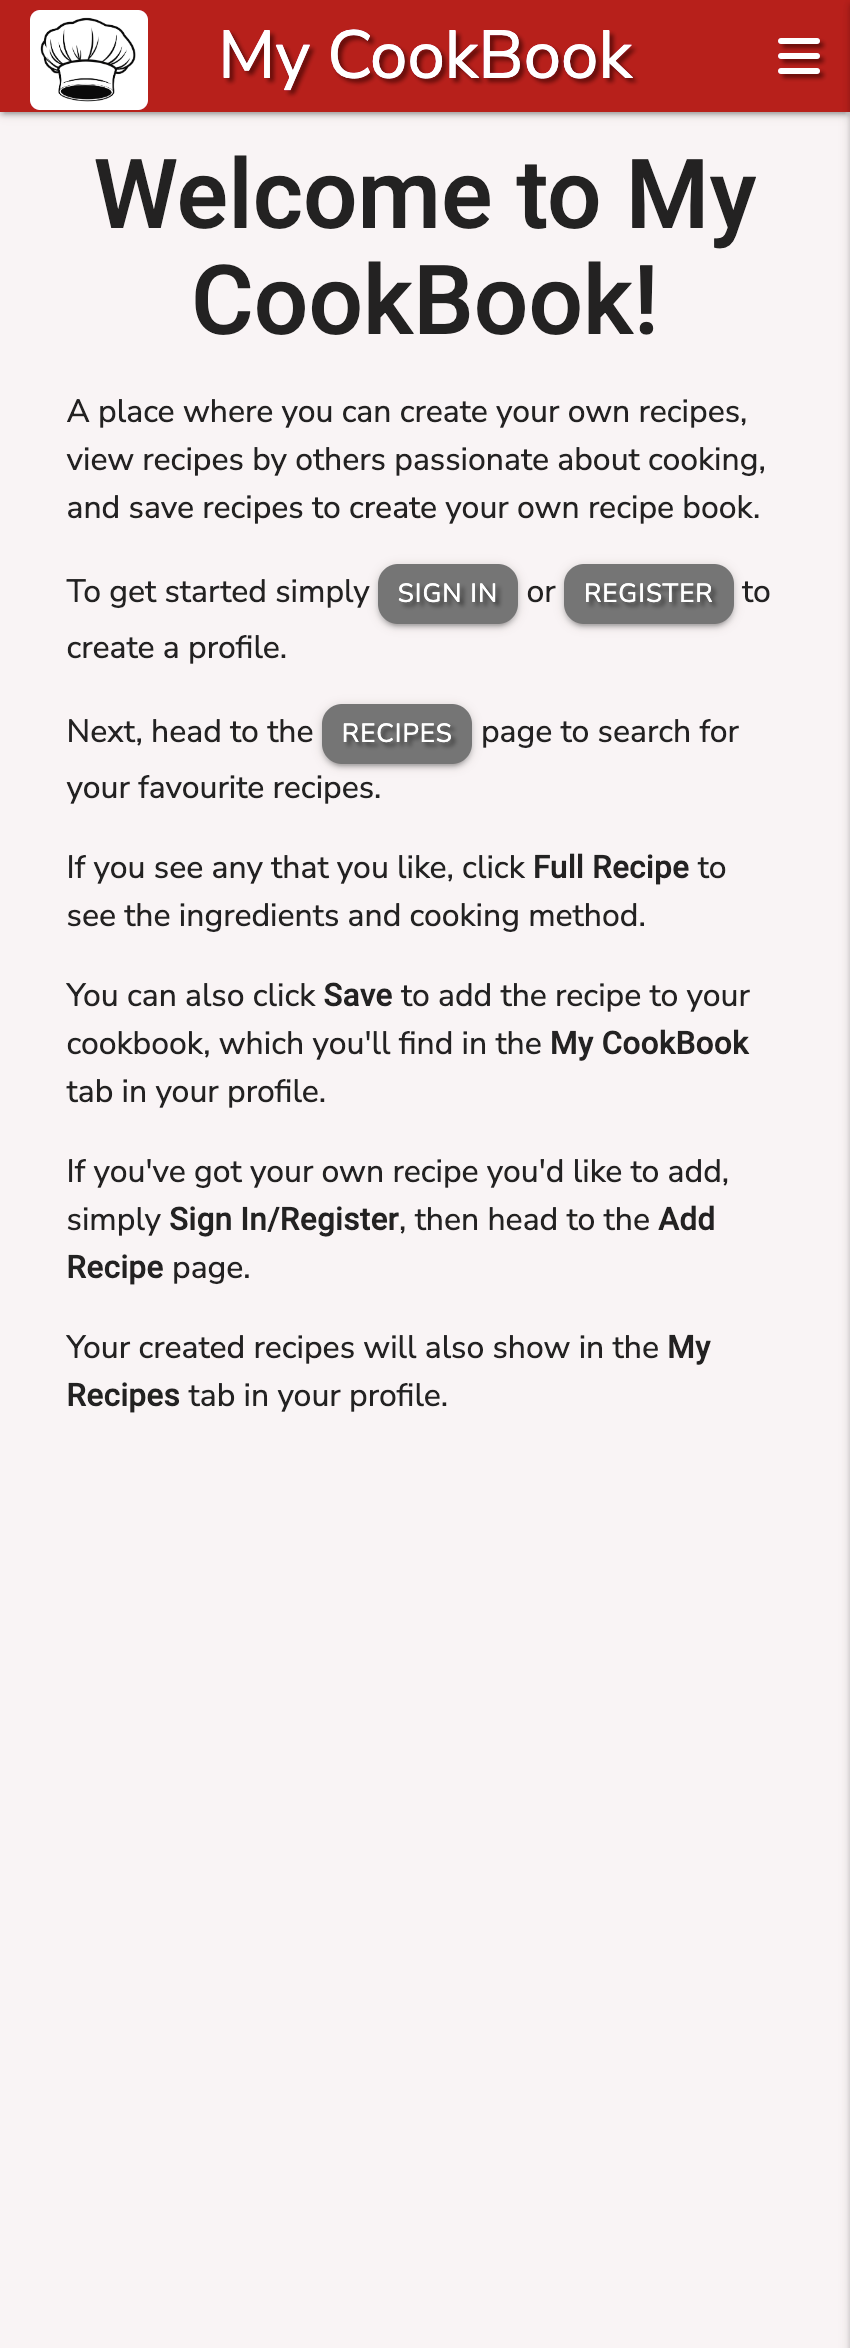 My CookBook
Welcome to My
CookBook!
A place where you can create your own recipes,
view recipes by others passionate about cooking,
and save recipes to create your own recipe book.
To get started simply SIGN IN or REGISTER to
create a profile.
Next, head to the RECIPES page to search for
your favourite recipes.
If you see any that you like, click Full Recipe to
see the ingredients and cooking method.
You can also click Save to add the recipe to your
cookbook, which you'll find in the My CookBook
tab in your profile.
If you've got your own recipe you'd like to add,
simply Sign In/Register, then head to the Add
Recipe page.
Your created recipes will also show in the My
Recipes tab in your profile.